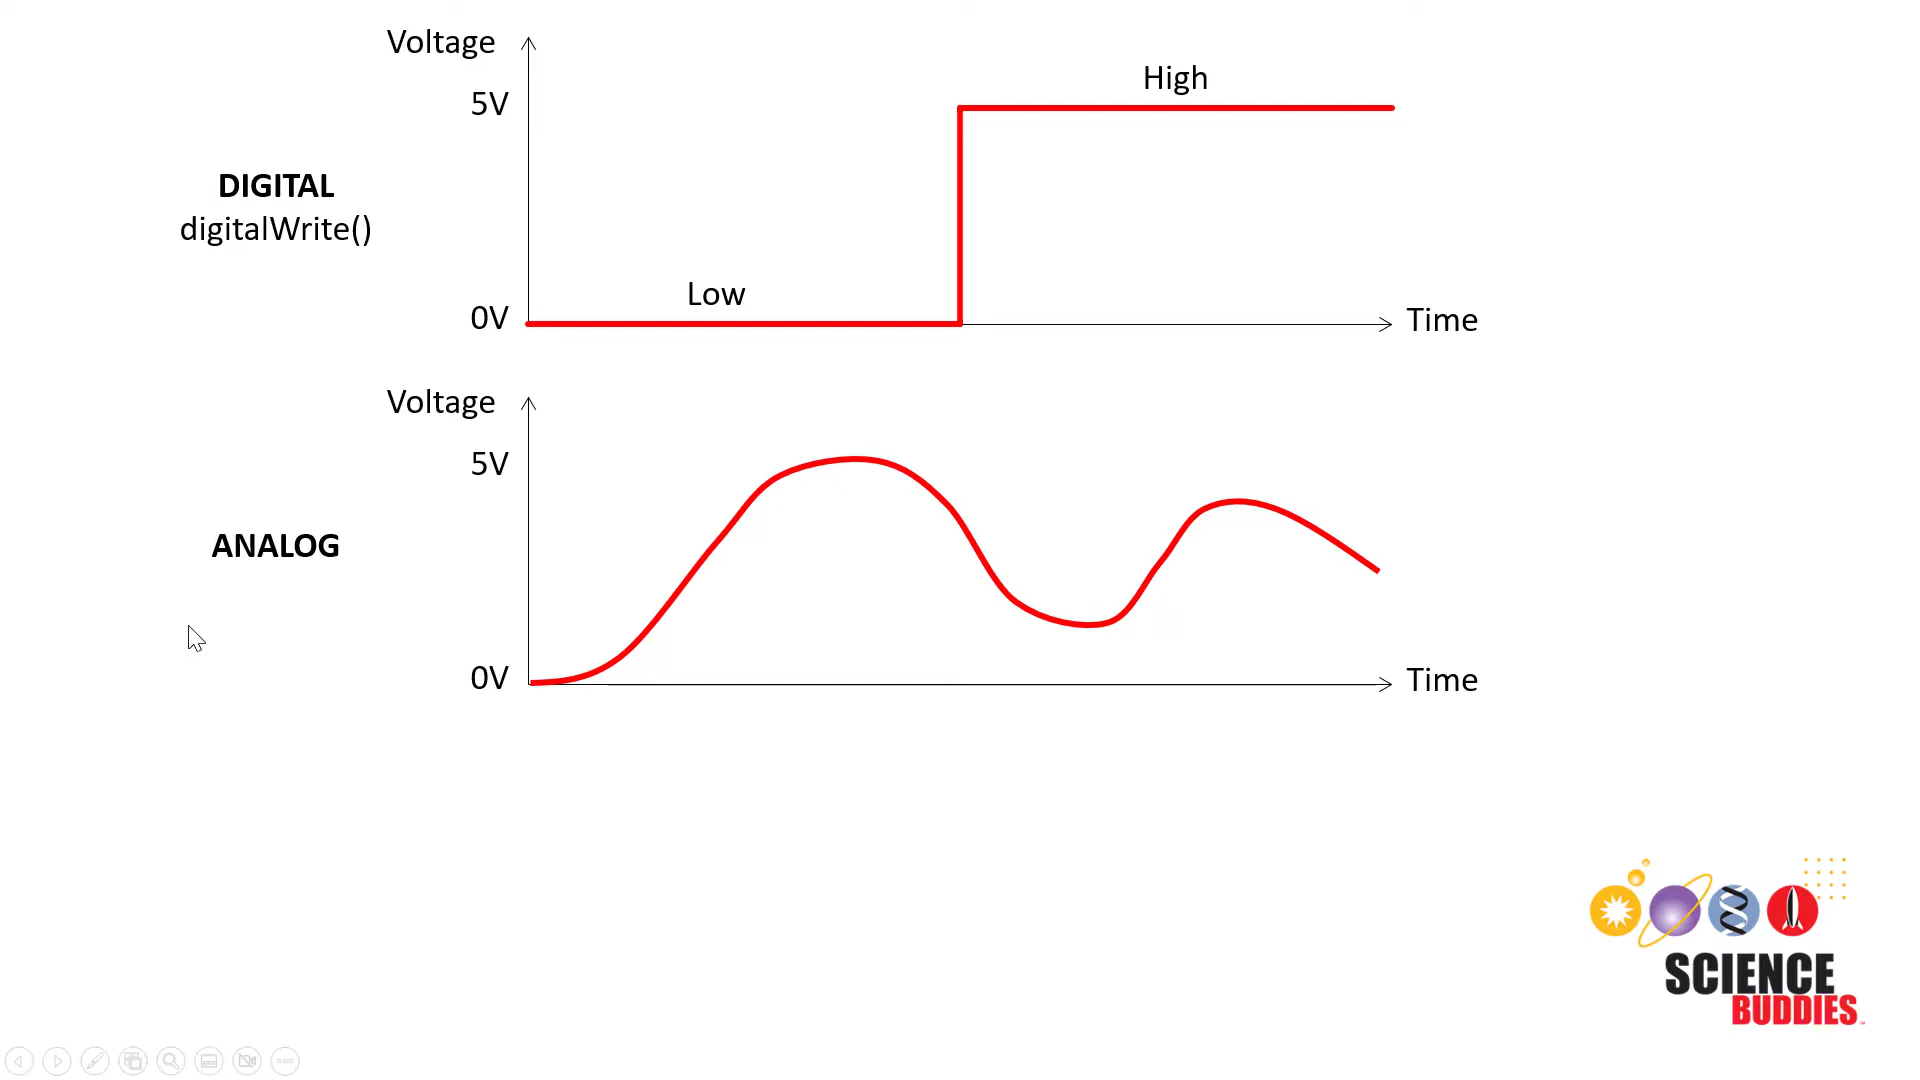 Voltage
5V
High
DIGITAL
digitalWrite()
Low
0V
Time
Voltage
5V
ANALOG
0V
Time
SCIENCE
BUDDIES